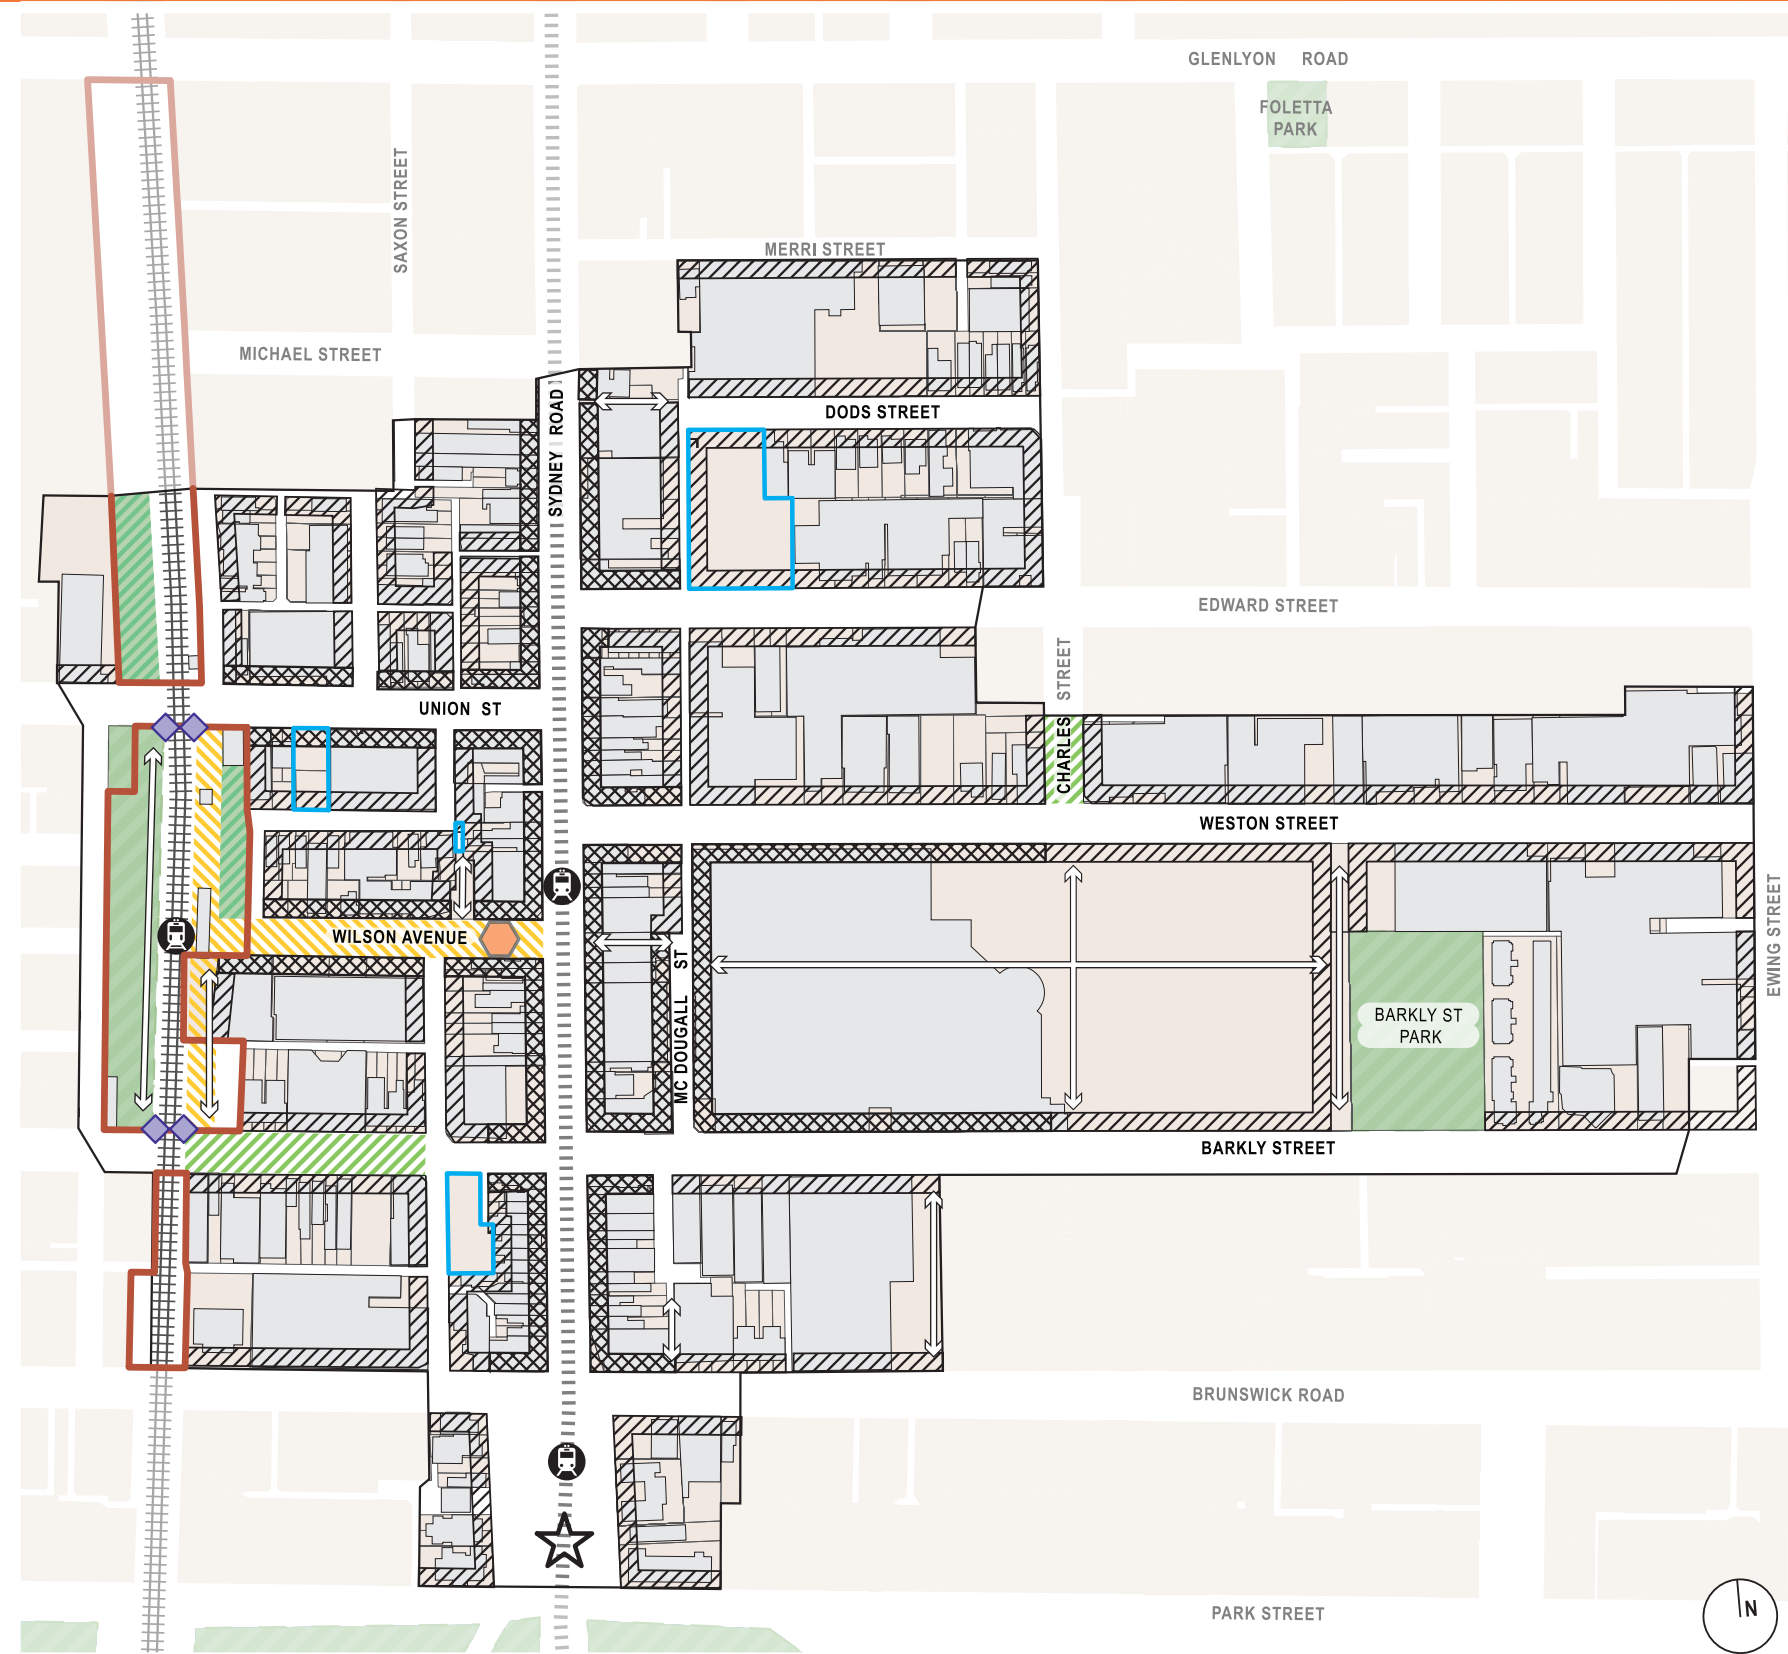 GLENLYON ROAD
FOLETTA
PARK
SAXON STREET
MERRI STREET
MICHAEL STREET
SYDNEY ROAD
DODS STREET
EDWARD STREET
CHARLES STREET
UNION ST
WESTON STREET
WILSON AVENUE
MC DOUGALL ST
BARKLY ST
PARK
EWING STREET
BARKLY STREET
BRUNSWICK ROAD
PARK STREET
N